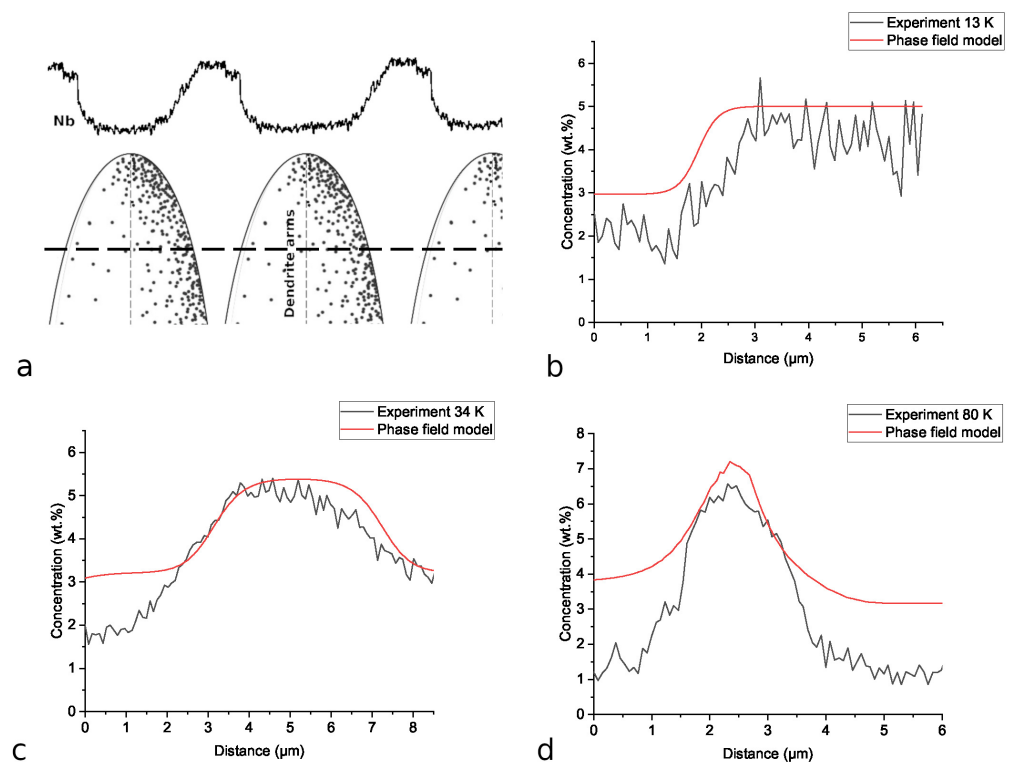 a
Nb
Dendrite arms
b
Experiment 13 K
Phase field model
6
5
4
3
2
1
0
Concentration (wt.%)
0 1 2 3 4 5 6
Distance (µm)
c
Experiment 34 K
Phase field model
6
5
4
3
2
1
0
Concentration (wt.%)
0 1 2 3 4 5 6 7 8
Distance (µm)
d
Experiment 80 K
Phase field model
8
7
6
5
4
3
2
1
0
Concentration (wt.%)
0 1 2 3 4 5 6
Distance (µm)